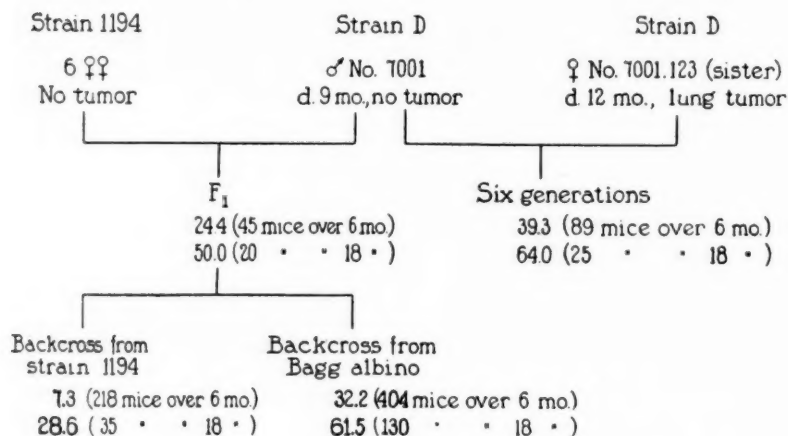 Strain 1194 Strain D Strain D
6 ♀♀ ♂ No. 7001 ♀ No. 7001.123 (sister)
No tumor d. 9 mo., no tumor d. 12 mo., lung tumor
F₁ Six generations
24.4 (45 mice over 6 mo.) 39.3 (89 mice over 6 mo.)
50.0 (20 " " 18 " ) 64.0 (25 " " 18 " )
Backcross from Backcross from
strain 1194 Bagg albino
7.3 (218 mice over 6 mo.) 32.2 (404 mice over 6 mo.)
28.6 ( 35 " " 18 " ) 61.5 (130 " " 18 " )